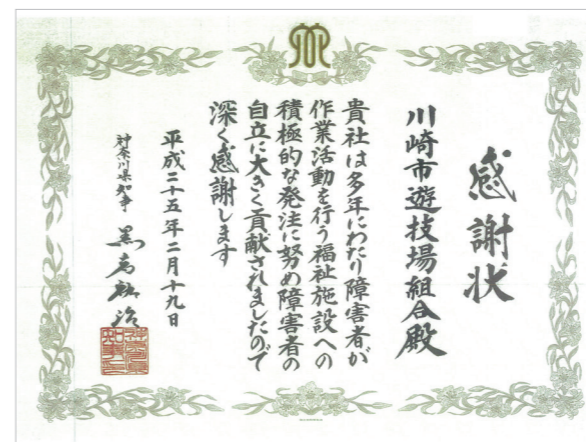 感謝状
川崎市遊技場組合殿
貴社は多年にわたり障害者が
作業活動を行う福祉施設への
積極的な発注に努め障害者の
自立に大きく貢献されましたので
深く感謝します
平成二十五年二月十九日
神奈川県知事 黒岩祐治